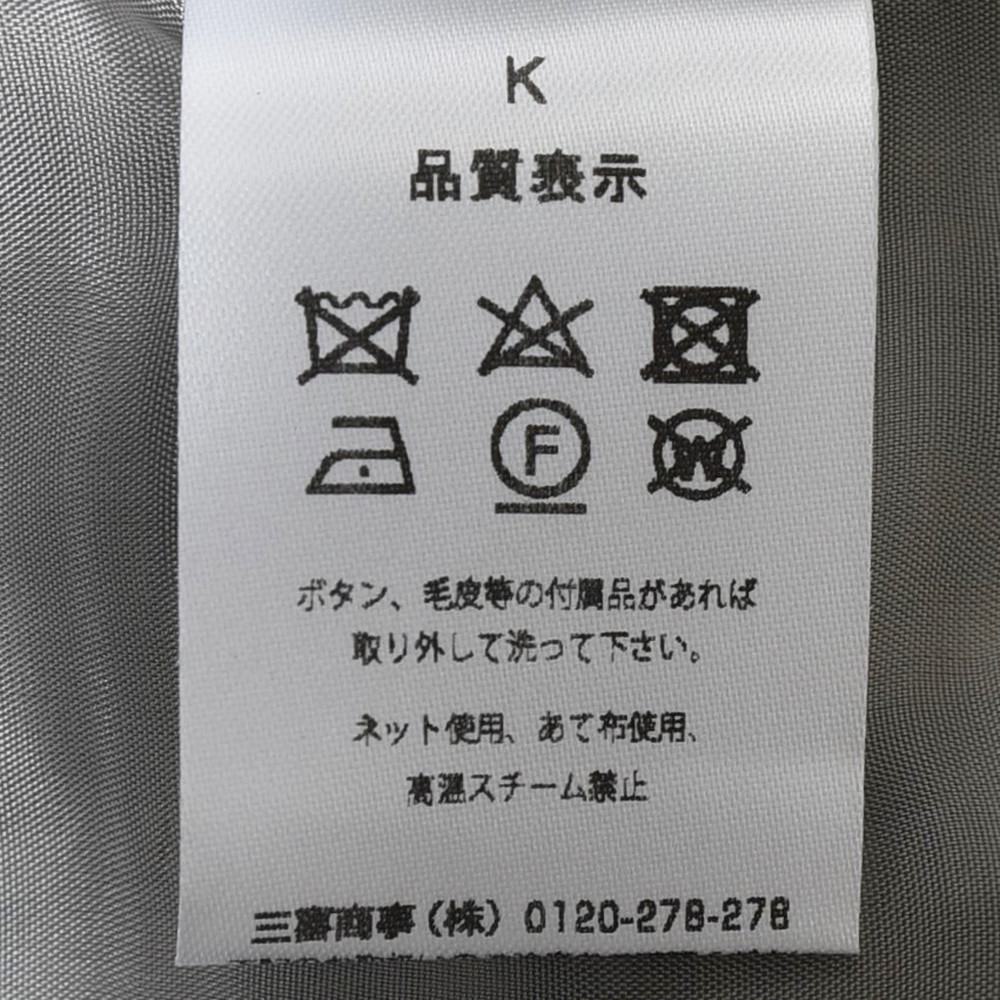 K
品質表示
F
W
ボタン、毛皮等の付属品があれば
取り外して洗って下さい。
ネット使用、あて布使用、
高温スチーム禁止
三喜商事(株) 0120-278-278